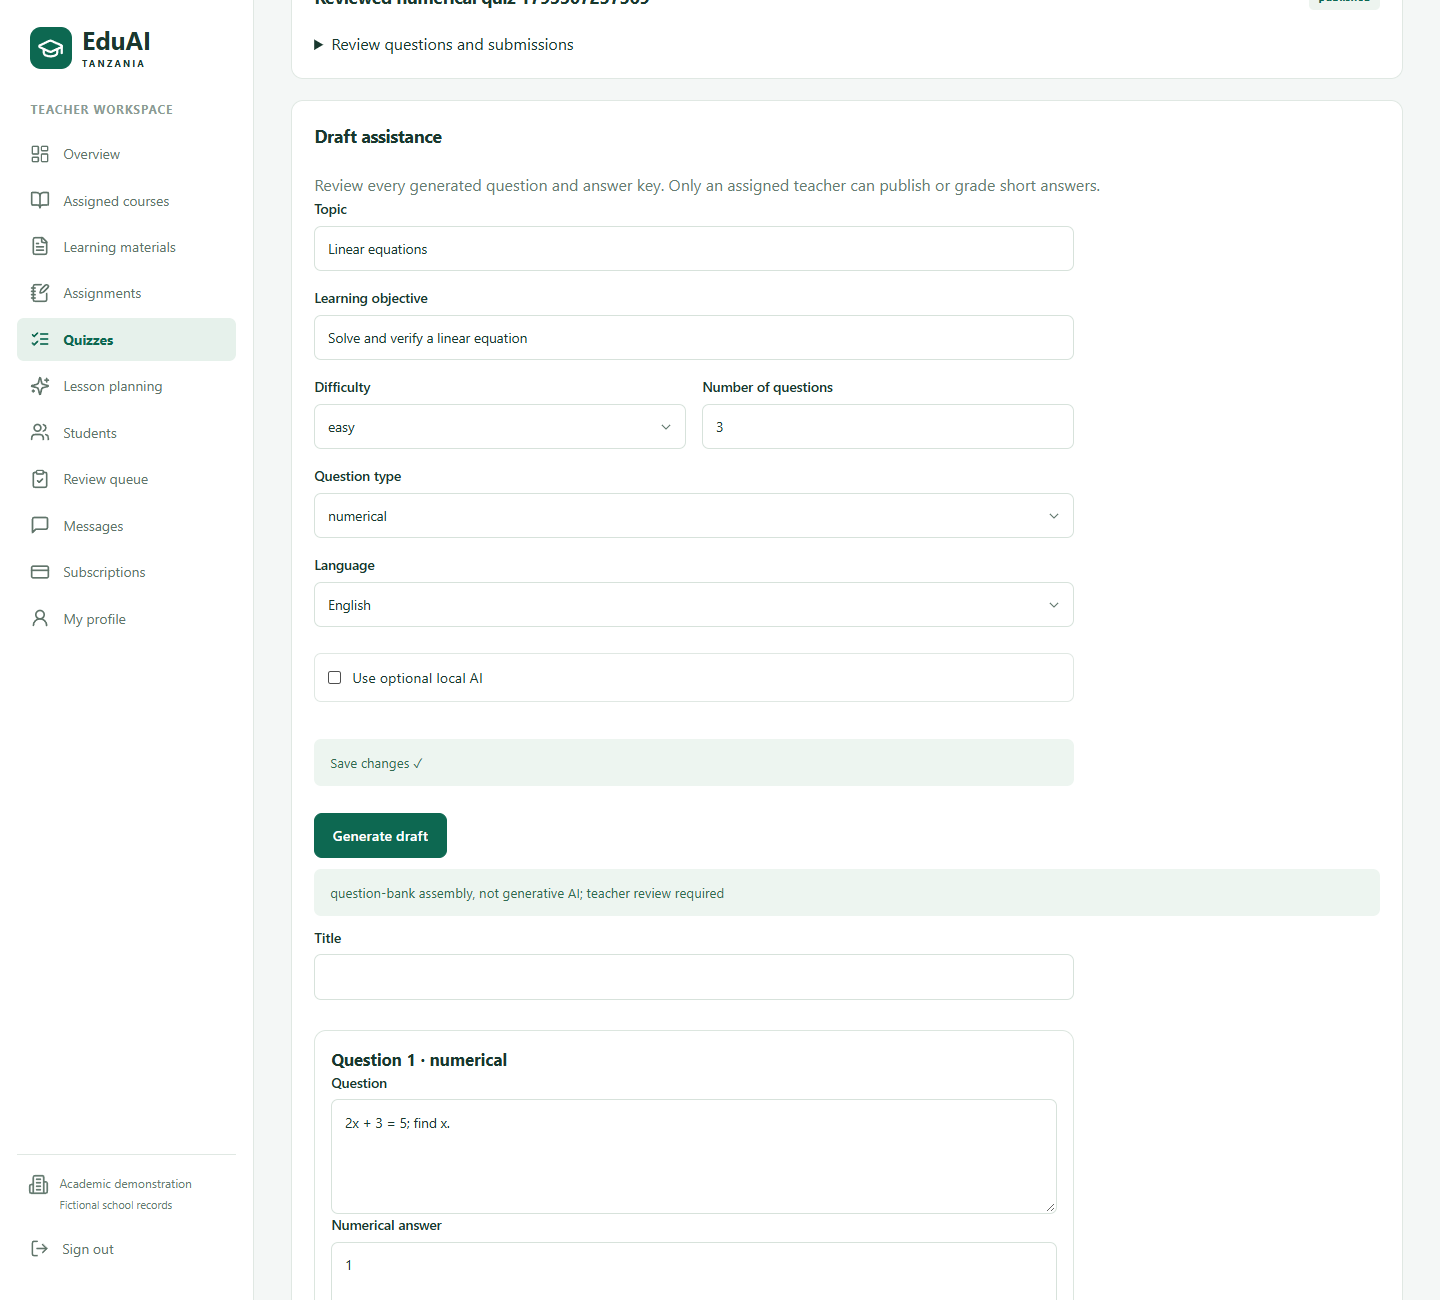 EduAI
TANZANIA
TEACHER WORKSPACE
Overview
Assigned courses
Learning materials
Assignments
Quizzes
Lesson planning
Students
Review queue
Messages
Subscriptions
My profile
Academic demonstration
Fictional school records
Sign out
Review questions and submissions
Draft assistance
Review every generated question and answer key. Only an assigned teacher can publish or grade short answers.
Topic
Linear equations
Learning objective
Solve and verify a linear equation
Difficulty
Number of questions
easy
3
Question type
numerical
Language
English
Use optional local AI
Save changes ✓
Generate draft
question-bank assembly, not generative AI; teacher review required
Title
Question 1 · numerical
Question
2x + 3 = 5; find x.
Numerical answer
1